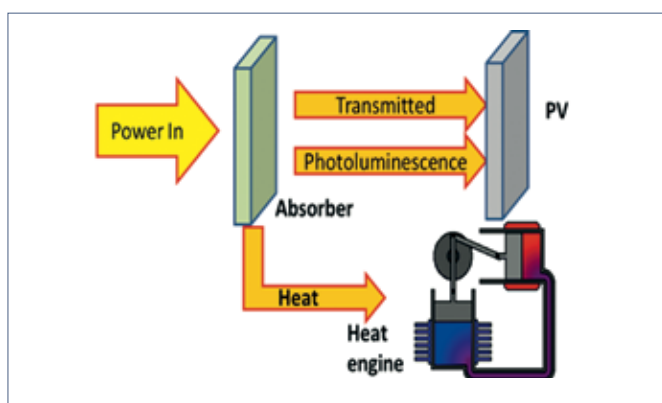 Transmitted
Power In
PV
Photoluminescence
Absorber
Heat
Heat
engine